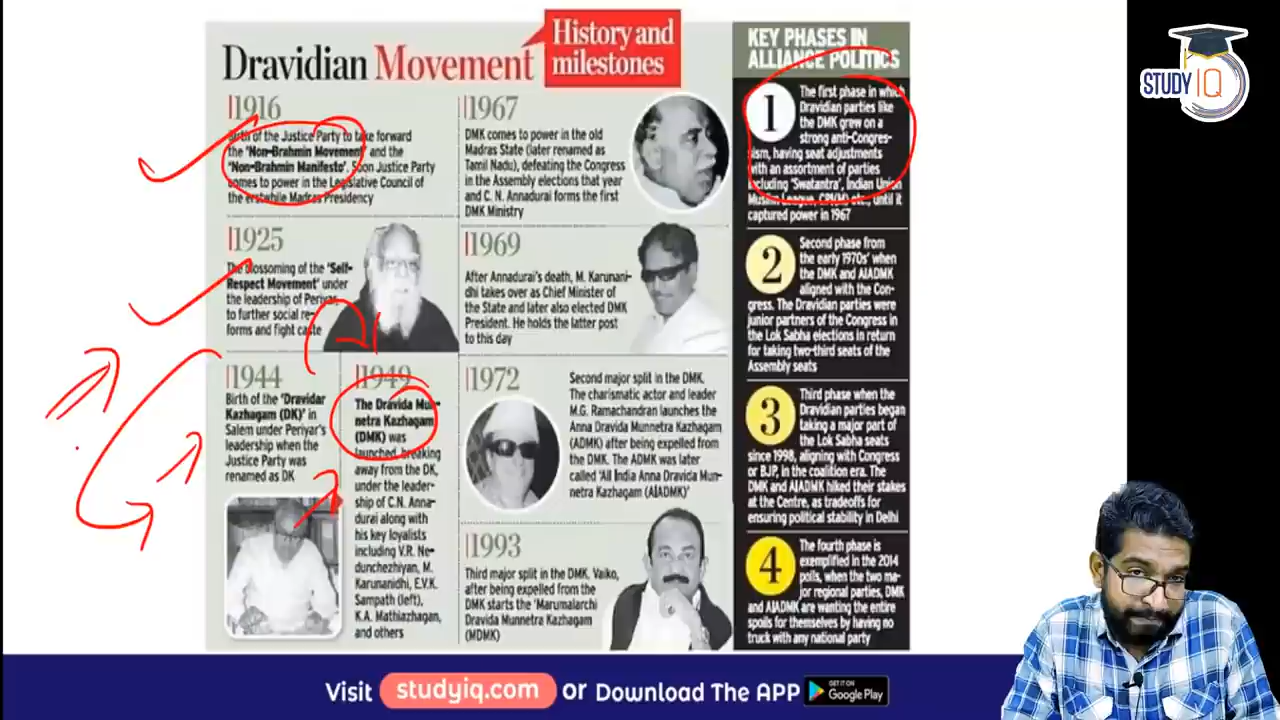 Dravidian Movement
History and
milestones
1916
Birth of the Justice Party to take forward
the 'Non-Brahmin Movement' and the
'Non-Brahmin Manifesto'. Soon Justice Party
comes to power in the Legislative Council of
the erstwhile Madras Presidency
1925
The blossoming of the 'Self-
Respect Movement' under
the leadership of Periyar,
to further social re-
forms and fight caste
1944
Birth of the 'Dravidar
Kazhagam (DK)' in
Salem under Periyar's
leadership when the
Justice Party was
renamed as DK
1949
The Dravida Mun-
netra Kazhagam
(DMK) was
launched, breaking
away from the DK,
under the leader-
ship of C.N. Anna-
durai along with
his key loyalists
including V.R. Ne-
dunchezhiyan, M.
Karunanidhi, E.V.K.
Sampath (left),
K.A. Mathiazhagan,
and others
1967
DMK comes to power in the old
Madras State (later renamed as
Tamil Nadu), defeating the Congress
in the Assembly elections that year
and C. N. Annadurai forms the first
DMK Ministry
1969
After Annadurai's death, M. Karunani-
dhi takes over as Chief Minister of
the State and later also elected DMK
President. He holds the latter post
to this day
1972
Second major split in the DMK.
The charismatic actor and leader
M.G. Ramachandran launches the
Anna Dravida Munnetra Kazhagam
(ADMK) after being expelled from
the DMK. The ADMK was later
called 'All India Anna Dravida Mun-
netra Kazhagam (AIADMK)'
1993
Third major split in the DMK. Vaiko,
after being expelled from the
DMK starts the 'Marumalarchi
Dravida Munnetra Kazhagam
(MDMK)
KEY PHASES IN
ALLIANCE POLITICS
1
The first phase in which
Dravidian parties like
the DMK grew on a
strong anti-Congres-
sism, having seat adjustments
with an assortment of parties
including 'Swatantra', Indian Union
Muslim League, CPI(M) etc., until it
captured power in 1967
2
Second phase from
the early 1970s' when
the DMK and AIADMK
aligned with the Con-
gress. The Dravidian parties were
junior partners of the Congress in
the Lok Sabha elections in return
for taking two-third seats of the
Assembly seats
3
Third phase when the
Dravidian parties began
taking a major part of
the Lok Sabha seats
since 1998, aligning with Congress
or BJP, in the coalition era. The
DMK and AIADMK hiked their stakes
at the Centre, as tradeoffs for
ensuring political stability in Delhi
4
The fourth phase is
exemplified in the 2014
polls, when the two ma-
jor regional parties, DMK
and AIADMK are wanting the entire
spoils for themselves by having no
truck with any national party
STUDY IQ
Visit studyiq.com or Download The APP
GET IT ON
Google Play